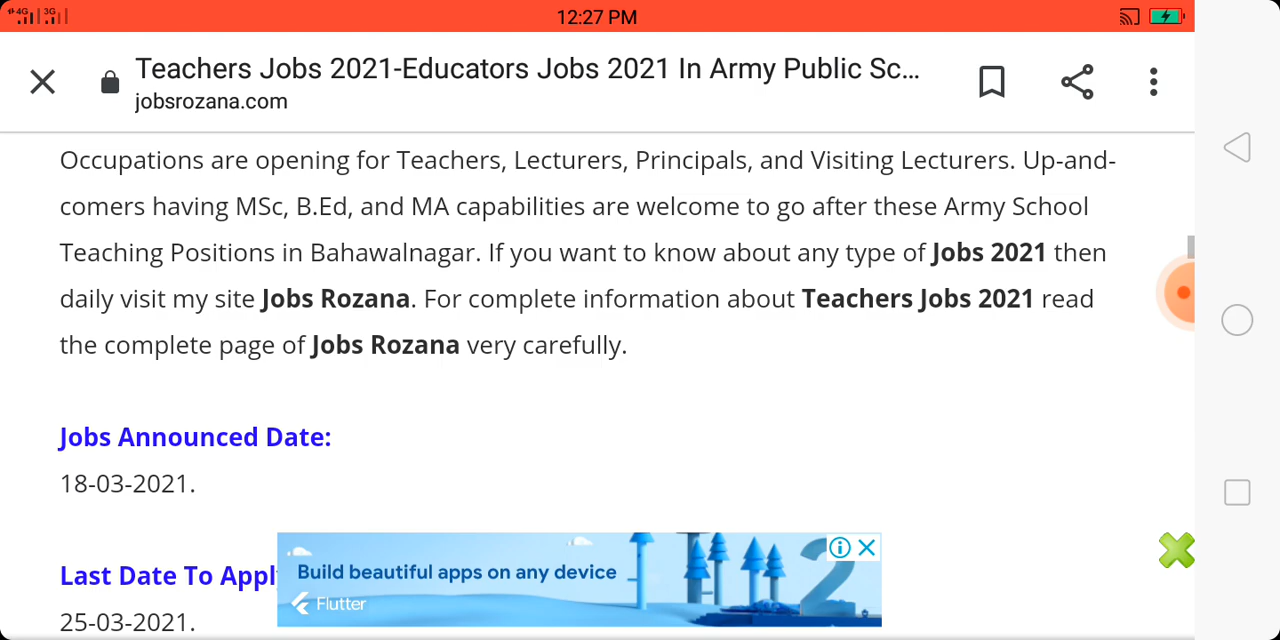 4G 3G
12:27 PM
Teachers Jobs 2021-Educators Jobs 2021 In Army Public Sc...
jobsrozana.com
Occupations are opening for Teachers, Lecturers, Principals, and Visiting Lecturers. Up-and-
comers having MSc, B.Ed, and MA capabilities are welcome to go after these Army School
Teaching Positions in Bahawalnagar. If you want to know about any type of Jobs 2021 then
daily visit my site Jobs Rozana. For complete information about Teachers Jobs 2021 read
the complete page of Jobs Rozana very carefully.
Jobs Announced Date:
18-03-2021.
Last Date To Appl
25-03-2021.
Build beautiful apps on any device
Flutter
2